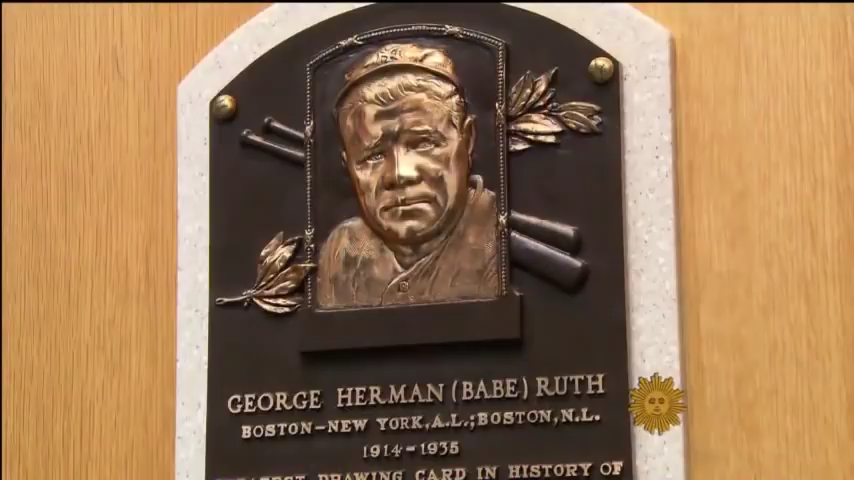 GEORGE HERMAN (BABE) RUTH
BOSTON–NEW YORK, A.L.; BOSTON, N.L.
1914-1935
DRAWING CARD IN HISTORY OF